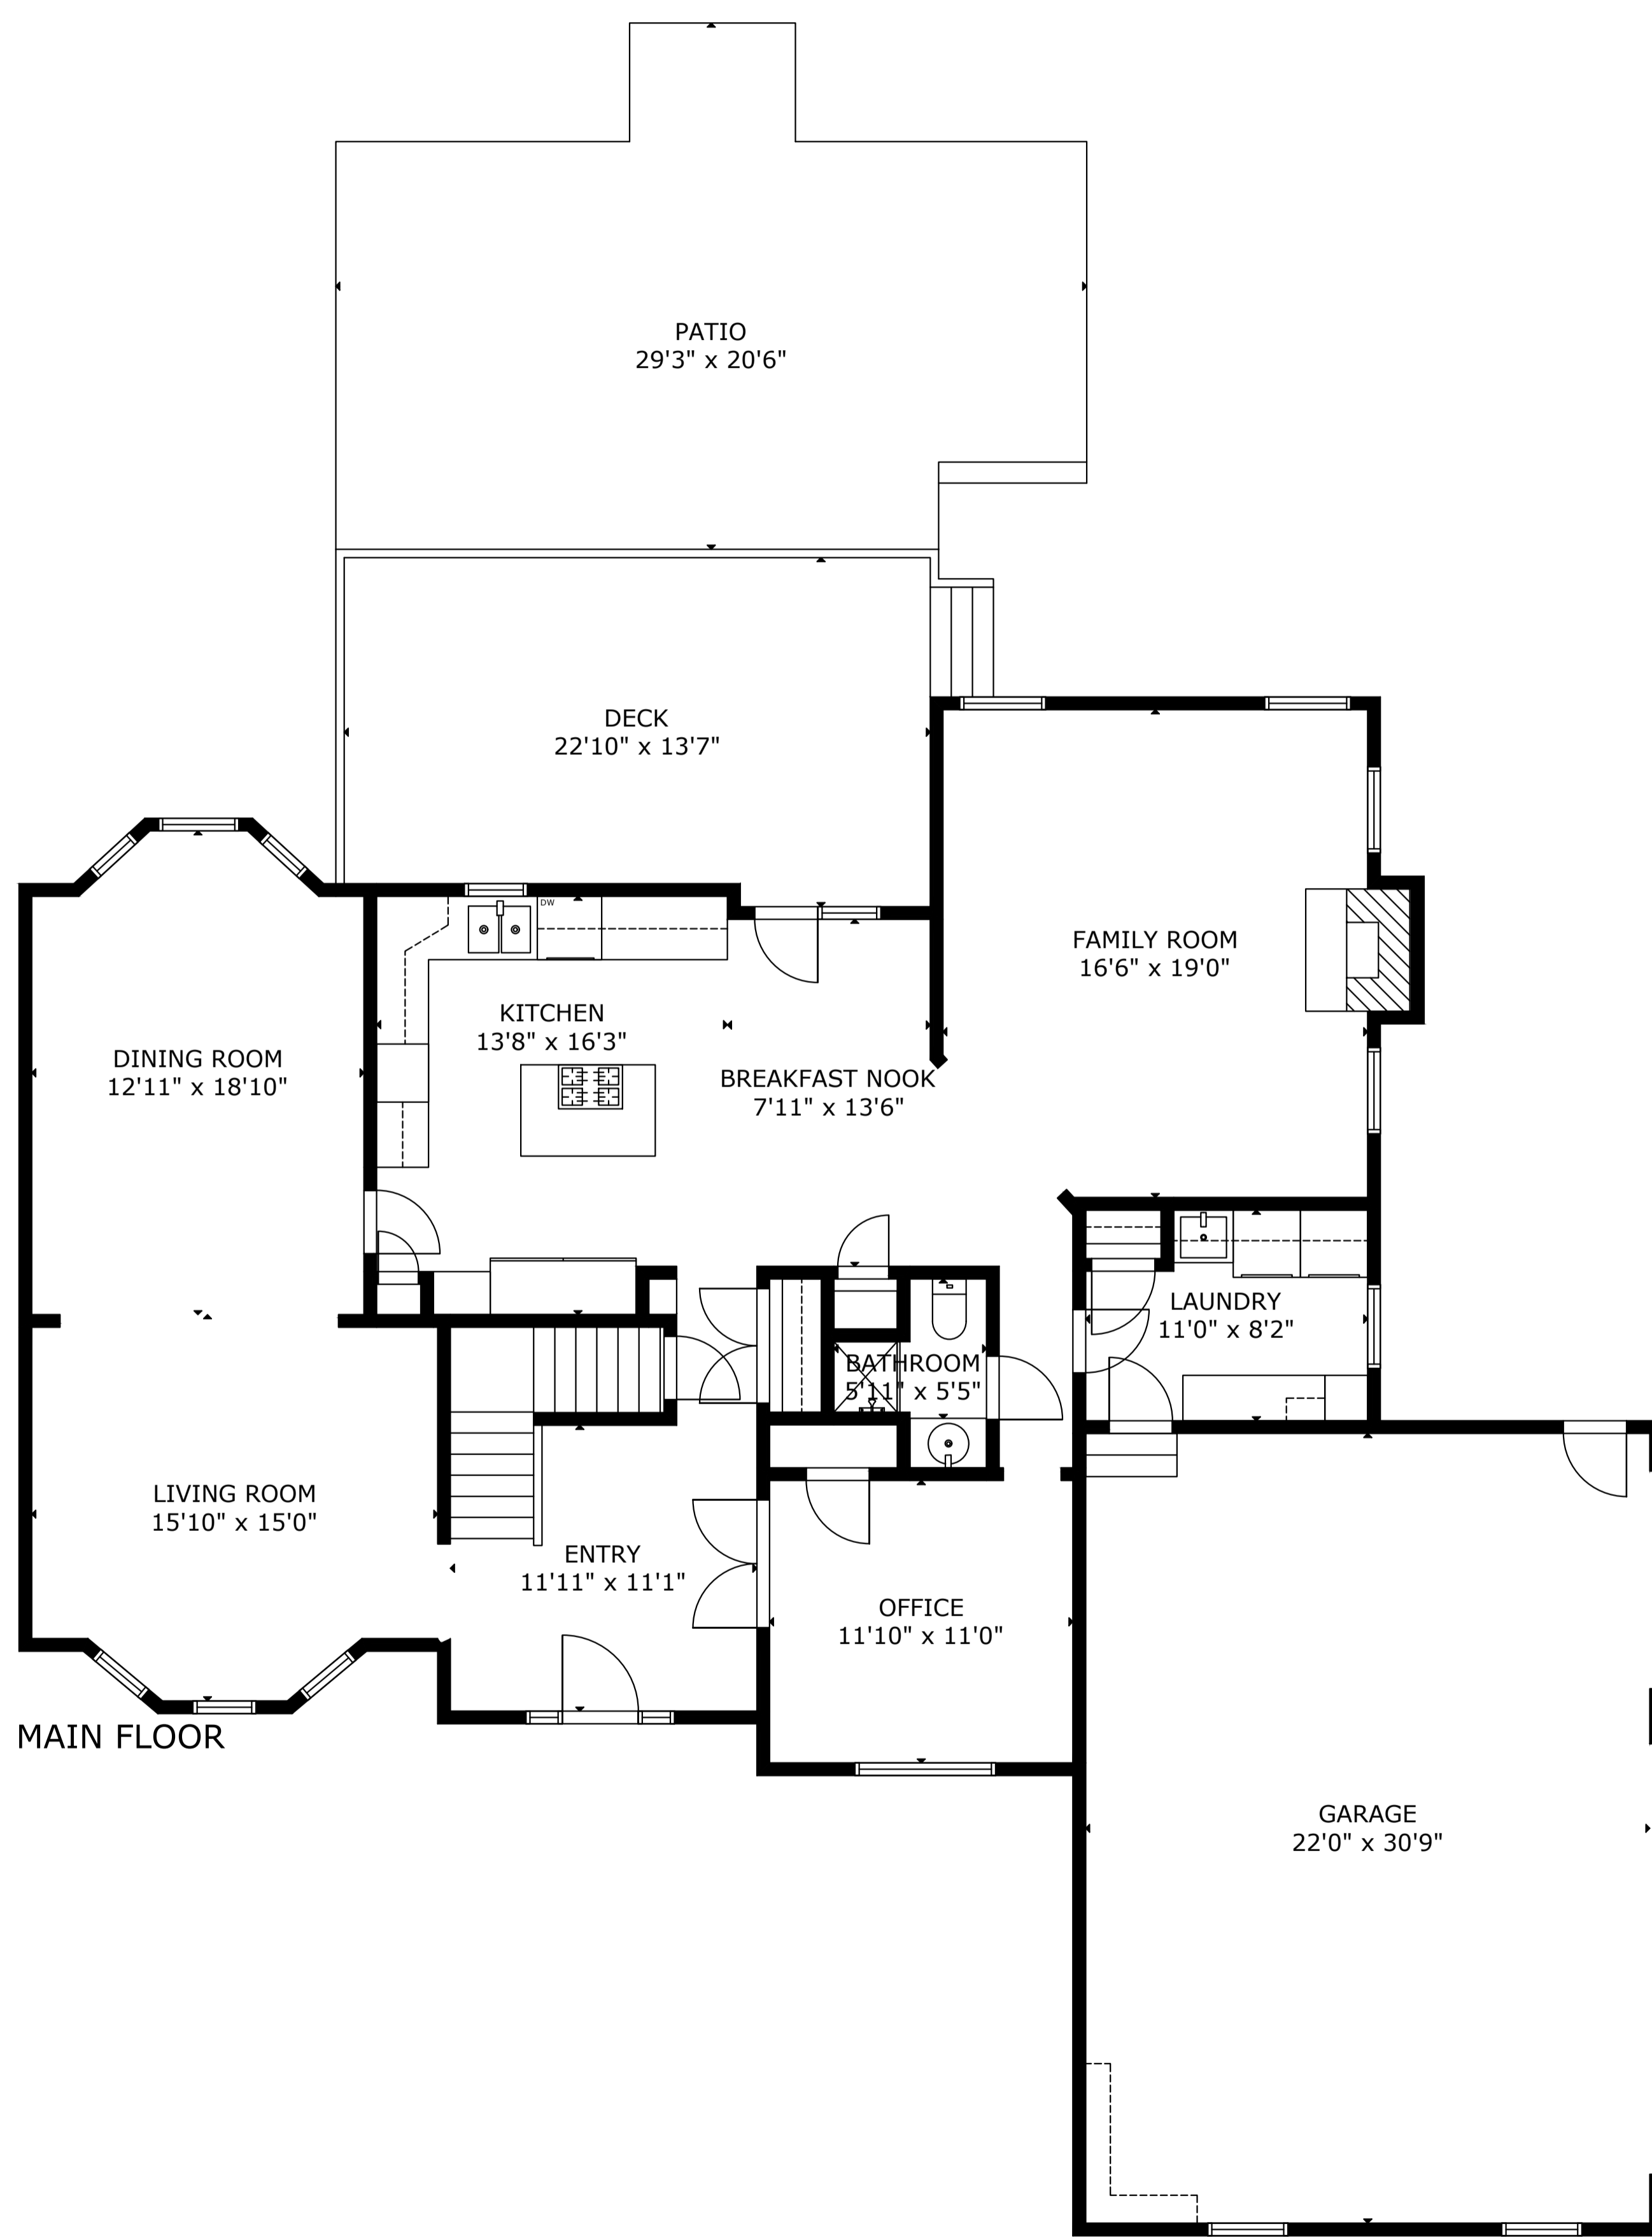 PATIO
29'3" x 20'6"
DECK
22'10" x 13'7"
DW
FAMILY ROOM
16'6" x 19'0"
KITCHEN
13'8" x 16'3"
DINING ROOM
12'11" x 18'10"
BREAKFAST NOOK
7'11" x 13'6"
LAUNDRY
11'0" x 8'2"
BATHROOM
5'11" x 5'5"
LIVING ROOM
15'10" x 15'0"
ENTRY
11'11" x 11'1"
OFFICE
11'10" x 11'0"
MAIN FLOOR
GARAGE
22'0" x 30'9"